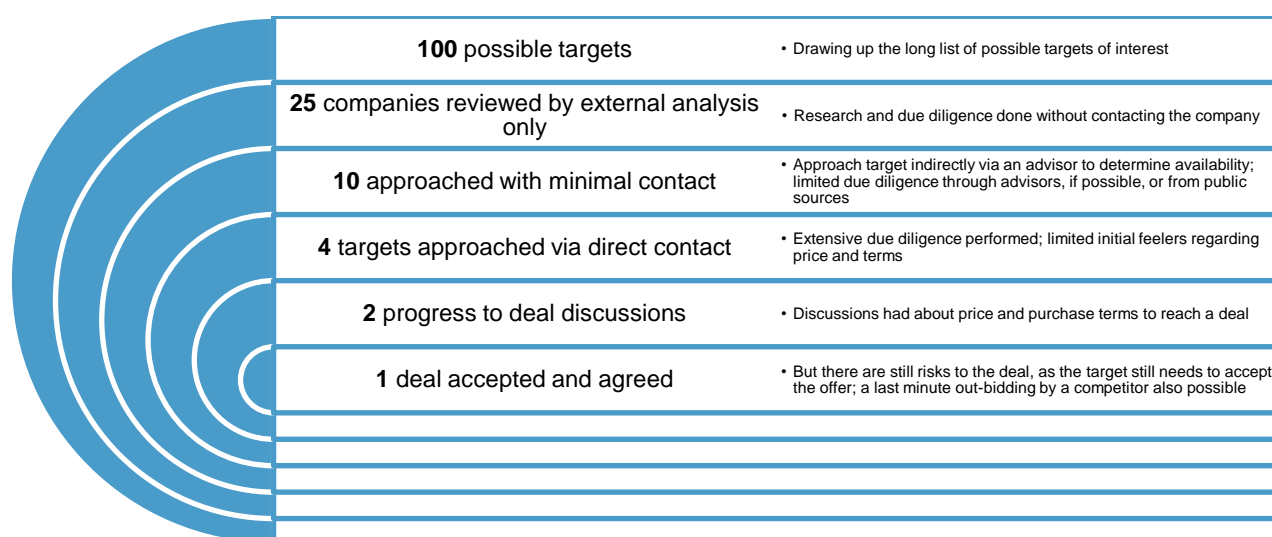 100 possible targets
• Drawing up the long list of possible targets of interest
25 companies reviewed by external analysis
only
• Research and due diligence done without contacting the company
10 approached with minimal contact
• Approach target indirectly via an advisor to determine availability;
limited due diligence through advisors, if possible, or from public
sources
4 targets approached via direct contact
• Extensive due diligence performed; limited initial feelers regarding
price and terms
2 progress to deal discussions
• Discussions had about price and purchase terms to reach a deal
1 deal accepted and agreed
• But there are still risks to the deal, as the target still needs to accept
the offer; a last minute out-bidding by a competitor also possible